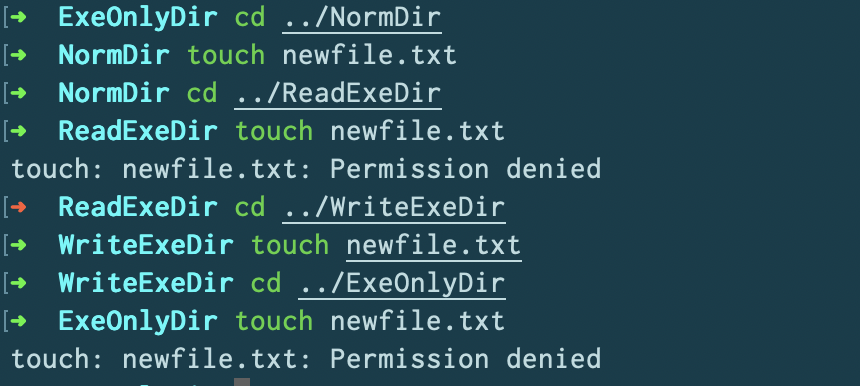 [➜  ExeOnlyDir cd ../NormDir
[➜  NormDir touch newfile.txt
[➜  NormDir cd ../ReadExeDir
[➜  ReadExeDir touch newfile.txt
touch: newfile.txt: Permission denied
[➜  ReadExeDir cd ../WriteExeDir
[➜  WriteExeDir touch newfile.txt
[➜  WriteExeDir cd ../ExeOnlyDir
[➜  ExeOnlyDir touch newfile.txt
touch: newfile.txt: Permission denied